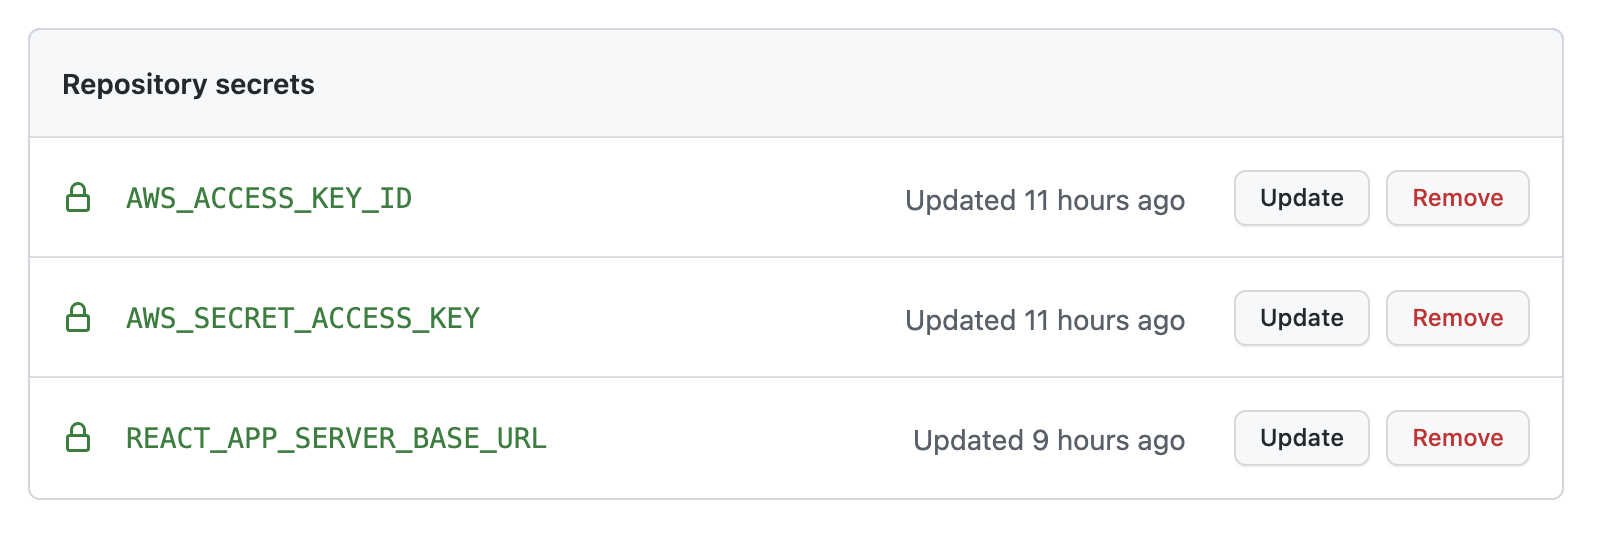 Repository secrets
AWS_ACCESS_KEY_ID Updated 11 hours ago Update Remove
AWS_SECRET_ACCESS_KEY Updated 11 hours ago Update Remove
REACT_APP_SERVER_BASE_URL Updated 9 hours ago Update Remove